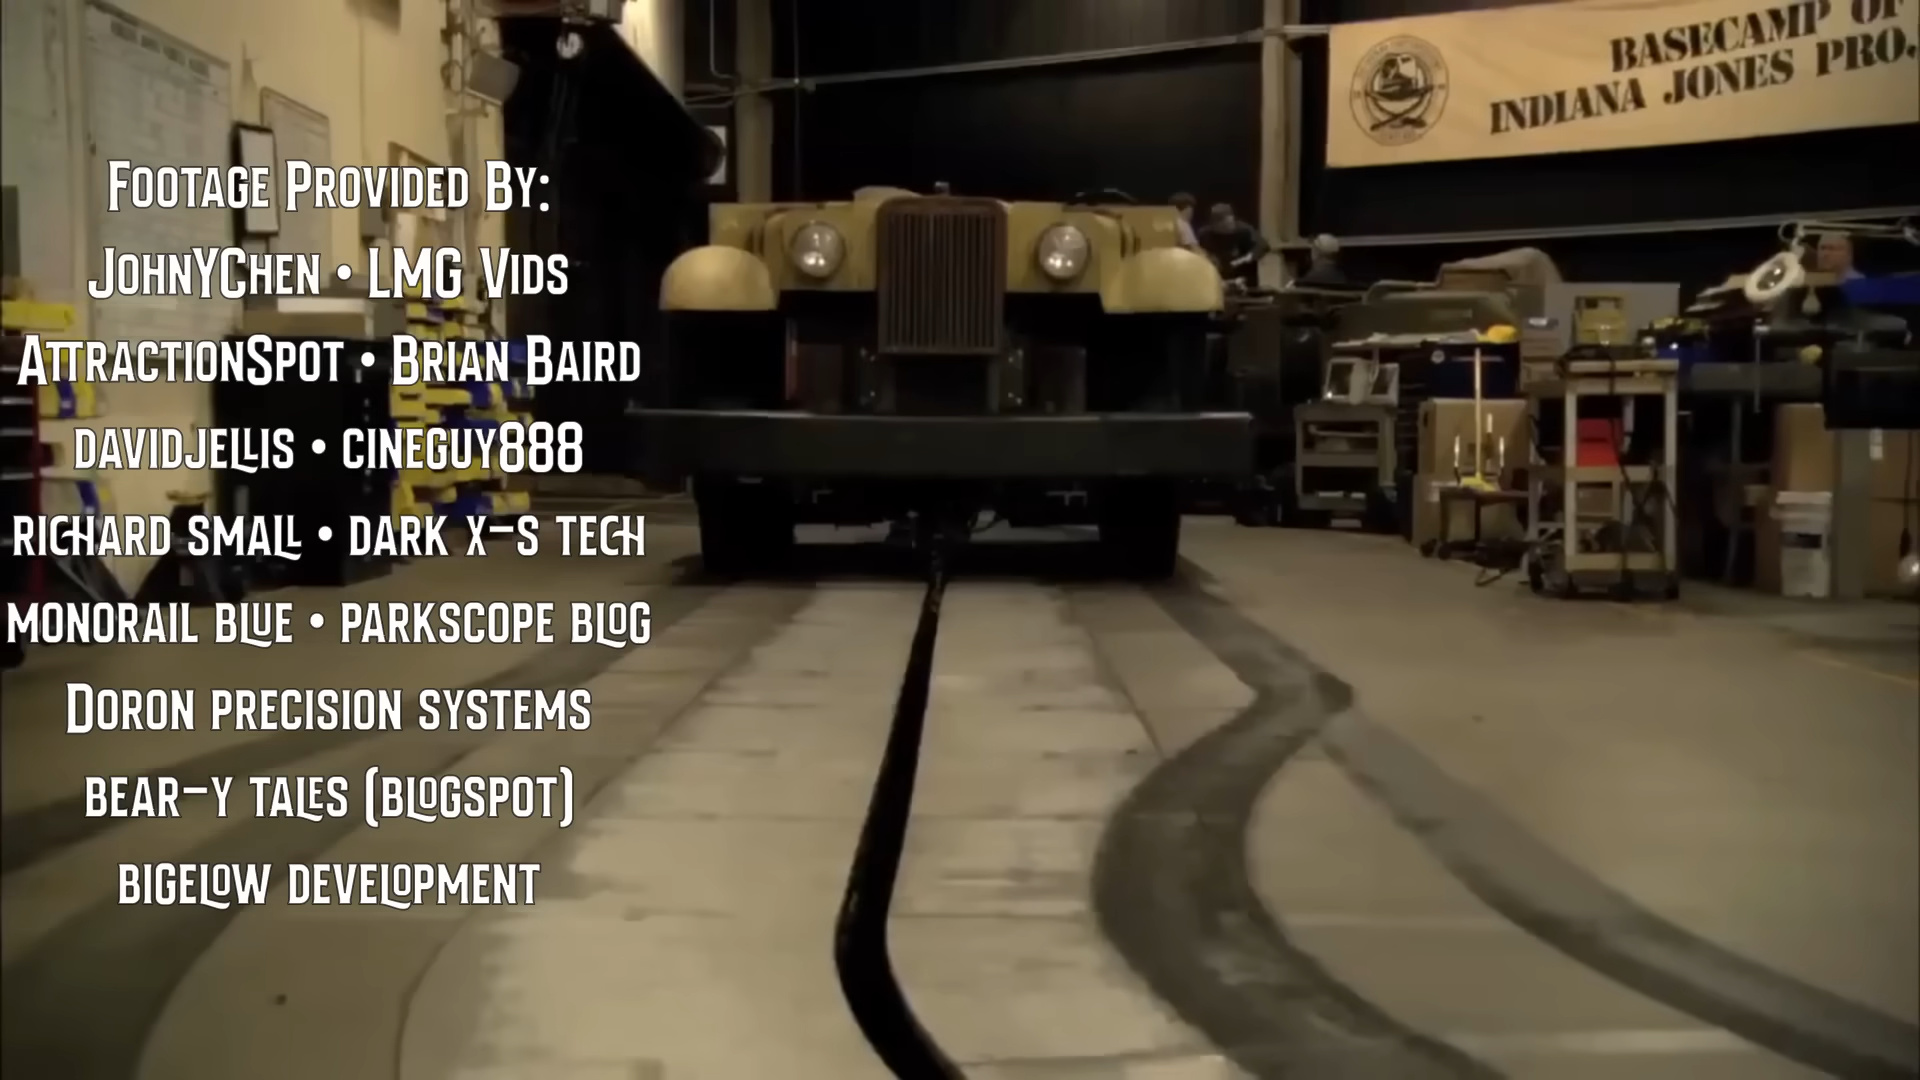 BASECAMP OF
INDIANA JONES PRO.
Footage Provided By:
JohnYChen • LMG Vids
AttractionSpot • Brian Baird
davidjellis • cineguy888
richard small • dark x-s tech
monorail blue • parkscope blog
Doron precision systems
bear-y tales (blogspot)
bigelow development